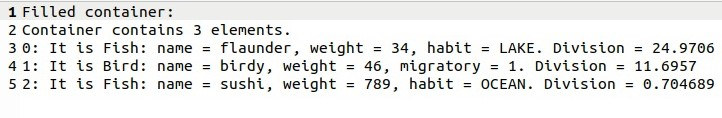 1 Filled container:
2 Container contains 3 elements.
3 0: It is Fish: name = flaunder, weight = 34, habit = LAKE. Division = 24.9706
4 1: It is Bird: name = birdy, weight = 46, migratory = 1. Division = 11.6957
5 2: It is Fish: name = sushi, weight = 789, habit = OCEAN. Division = 0.704689